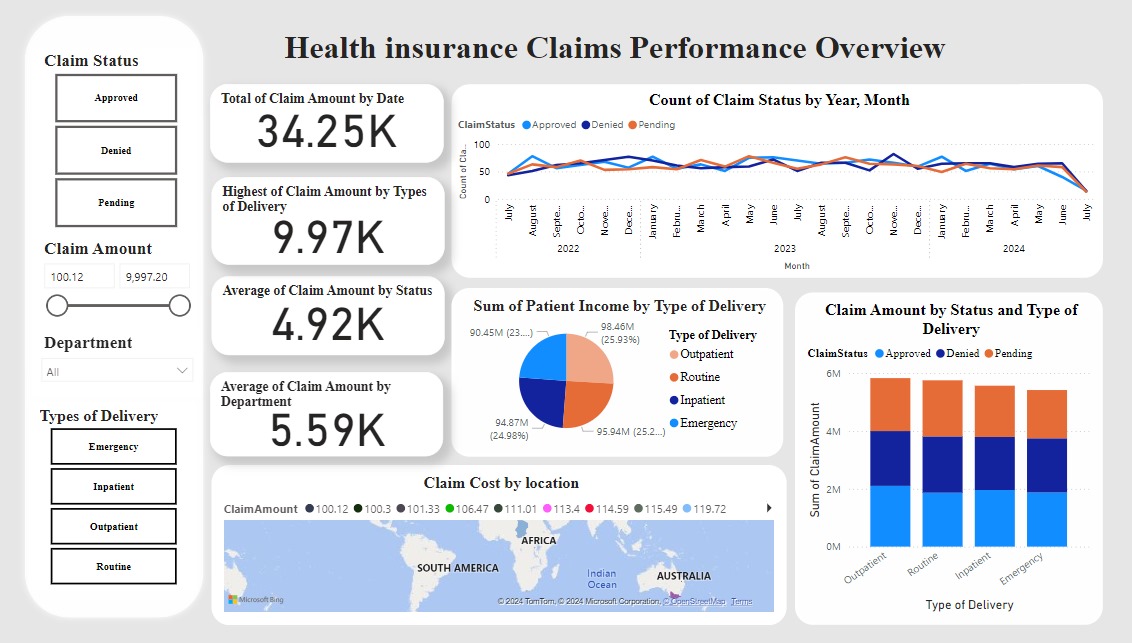 Health insurance Claims Performance Overview
Claim Status
Approved
Denied
Pending
Claim Amount
100.12
9,997.20
Department
All
Types of Delivery
Emergency
Inpatient
Outpatient
Routine
Total of Claim Amount by Date
34.25K
Highest of Claim Amount by Types
of Delivery
9.97K
Average of Claim Amount by Status
4.92K
Average of Claim Amount by
Department
5.59K
Count of Claim Status by Year, Month
ClaimStatus Approved Denied Pending
Count of Cla...
100
50
0
July August Septe... Octo... Nove... Dece... January Febru... March April May June July August Septe... Octo... Nove... Dece... January Febru... March April May June July
2022 2023 2024
Month
Sum of Patient Income by Type of Delivery
90.45M (23....)
98.46M
(25.93%)
94.87M
(24.98%)
95.94M (25.2...)
Type of Delivery
Outpatient
Routine
Inpatient
Emergency
Claim Amount by Status and Type of
Delivery
ClaimStatus Approved Denied Pending
Sum of ClaimAmount
6M
4M
2M
0M
Outpatient Routine Inpatient Emergency
Type of Delivery
Claim Cost by location
ClaimAmount 100.12 100.3 101.33 106.47 111.01 113.4 114.59 115.49 119.72
AFRICA
SOUTH AMERICA
Indian
Ocean
AUSTRALIA
Microsoft Bing
© 2024 TomTom, © 2024 Microsoft Corporation, © OpenStreetMap Terms